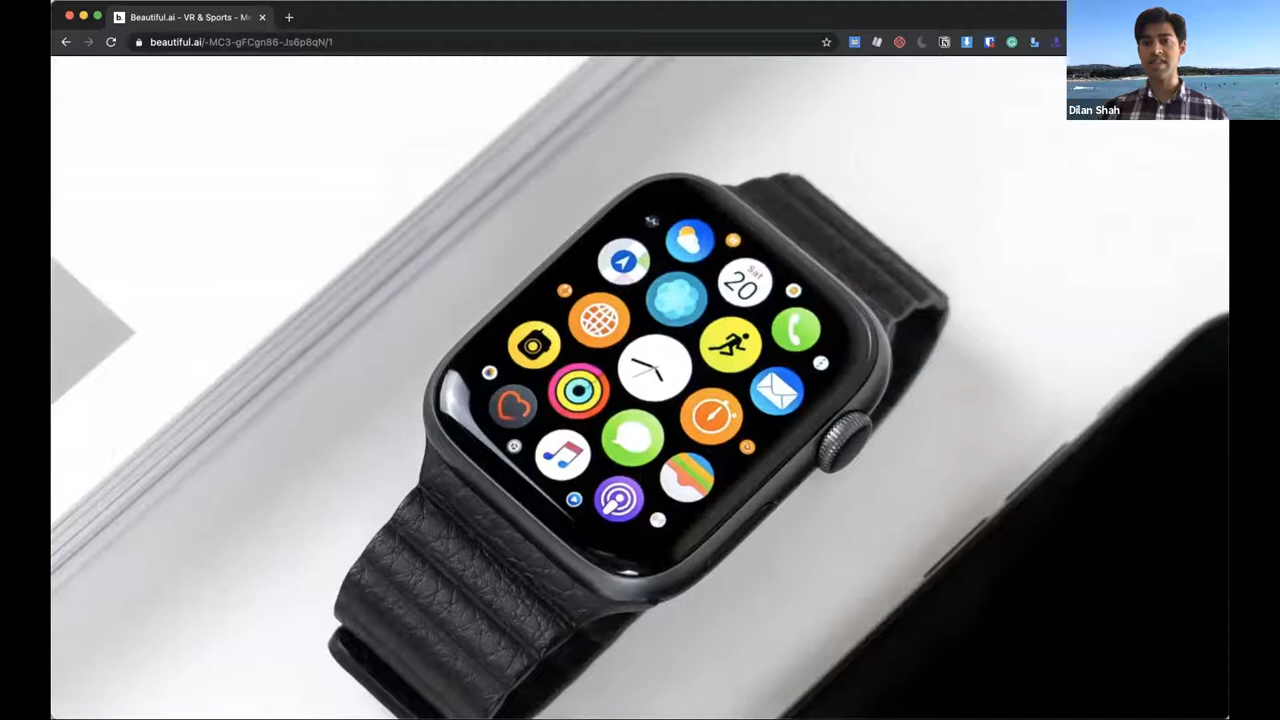 Beautiful.ai - VR & Sports - M
beautiful.ai/-MC3-gFCgn86-Js6p8qN/1
Dilan Shah
Sat
20